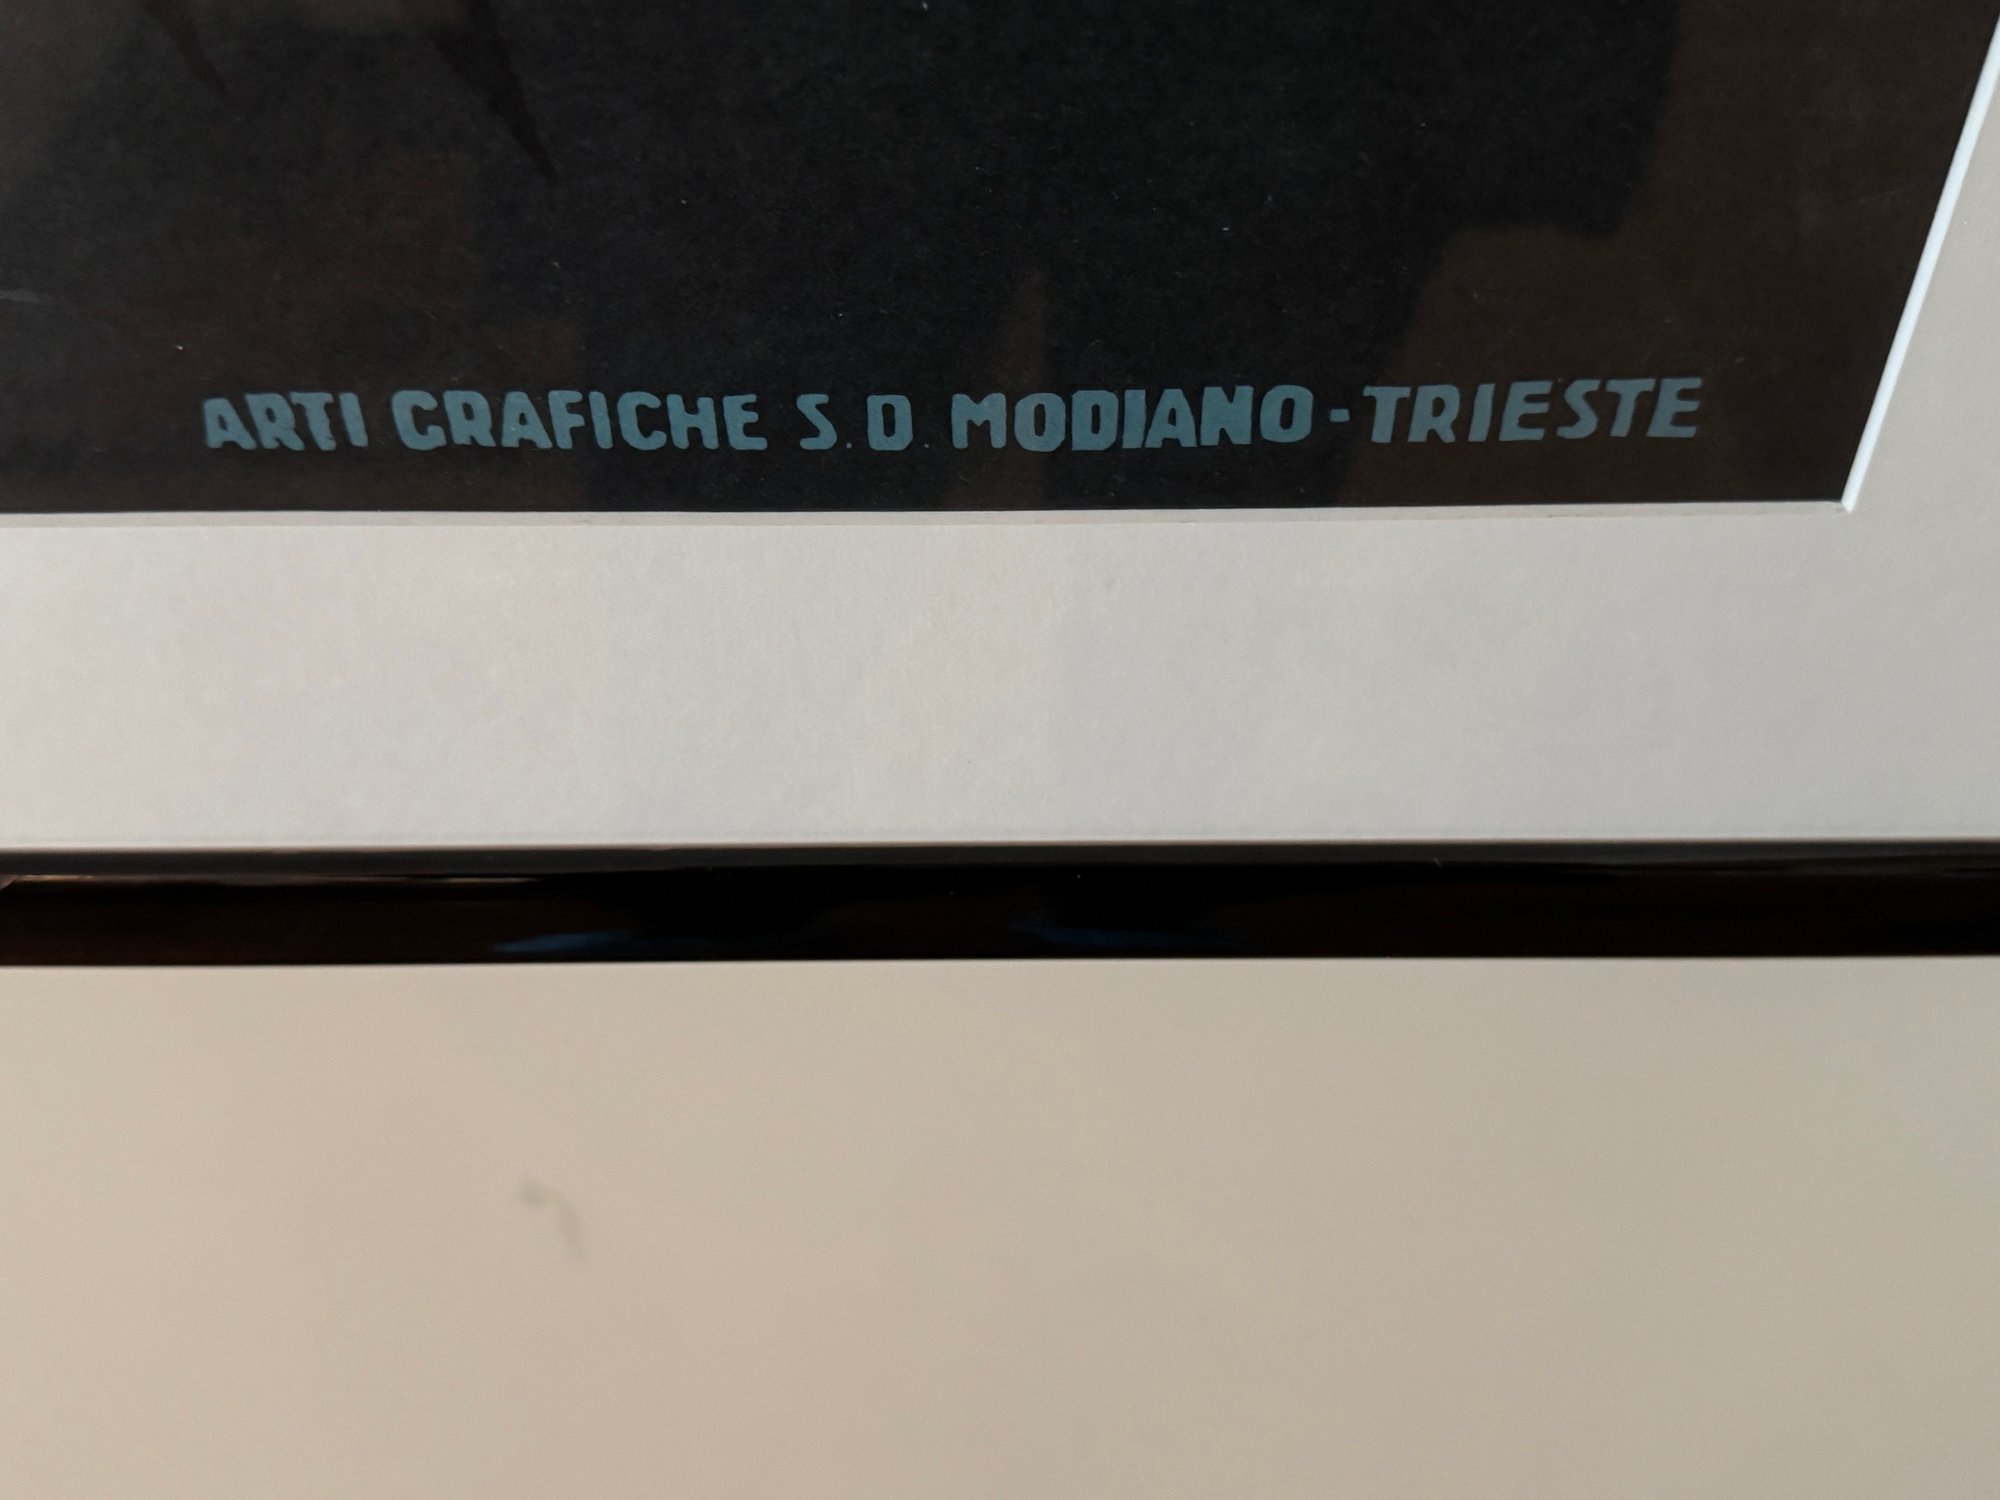 ARTI GRAFICHE S. D. MODIANO - TRIESTE